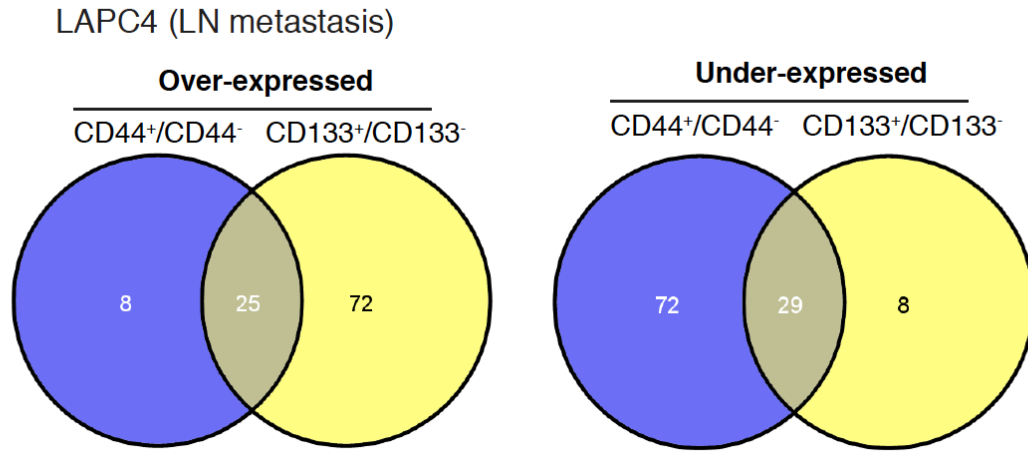 LAPC4 (LN metastasis)
Over-expressed
CD44⁺/CD44⁻ CD133⁺/CD133⁻
8 25 72
Under-expressed
CD44⁺/CD44⁻ CD133⁺/CD133⁻
72 29 8